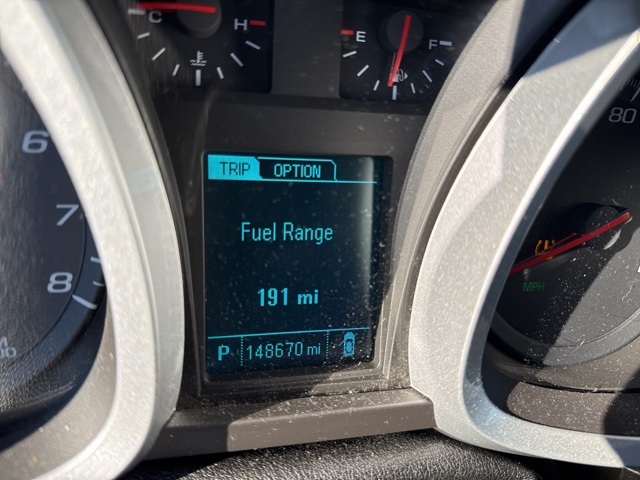 C H
E F
6
7
8
80
TRIP OPTION
Fuel Range
191 mi
P 148670 mi
MPH